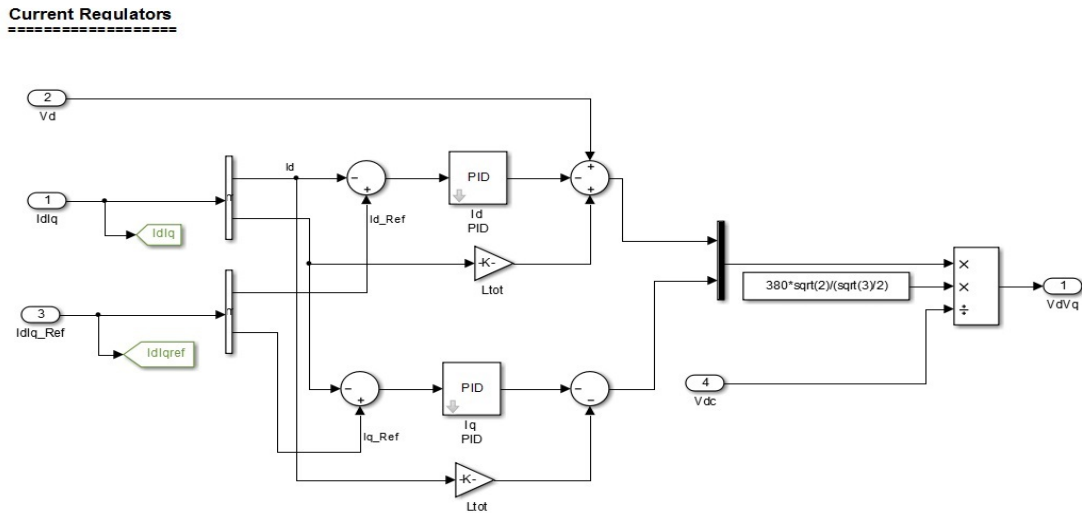 Current Regulators
===================
2
Vd
1
IdIq
IdIq
3
IdIq_Ref
IdIqref
Id
-
+
Id_Ref
PID
Id
PID
-K-
Ltot
+
-
+
-
+
Iq_Ref
PID
Iq
PID
-
-
-K-
Ltot
380*sqrt(2)/(sqrt(3)/2)
4
Vdc
×
×
÷
1
VdVq